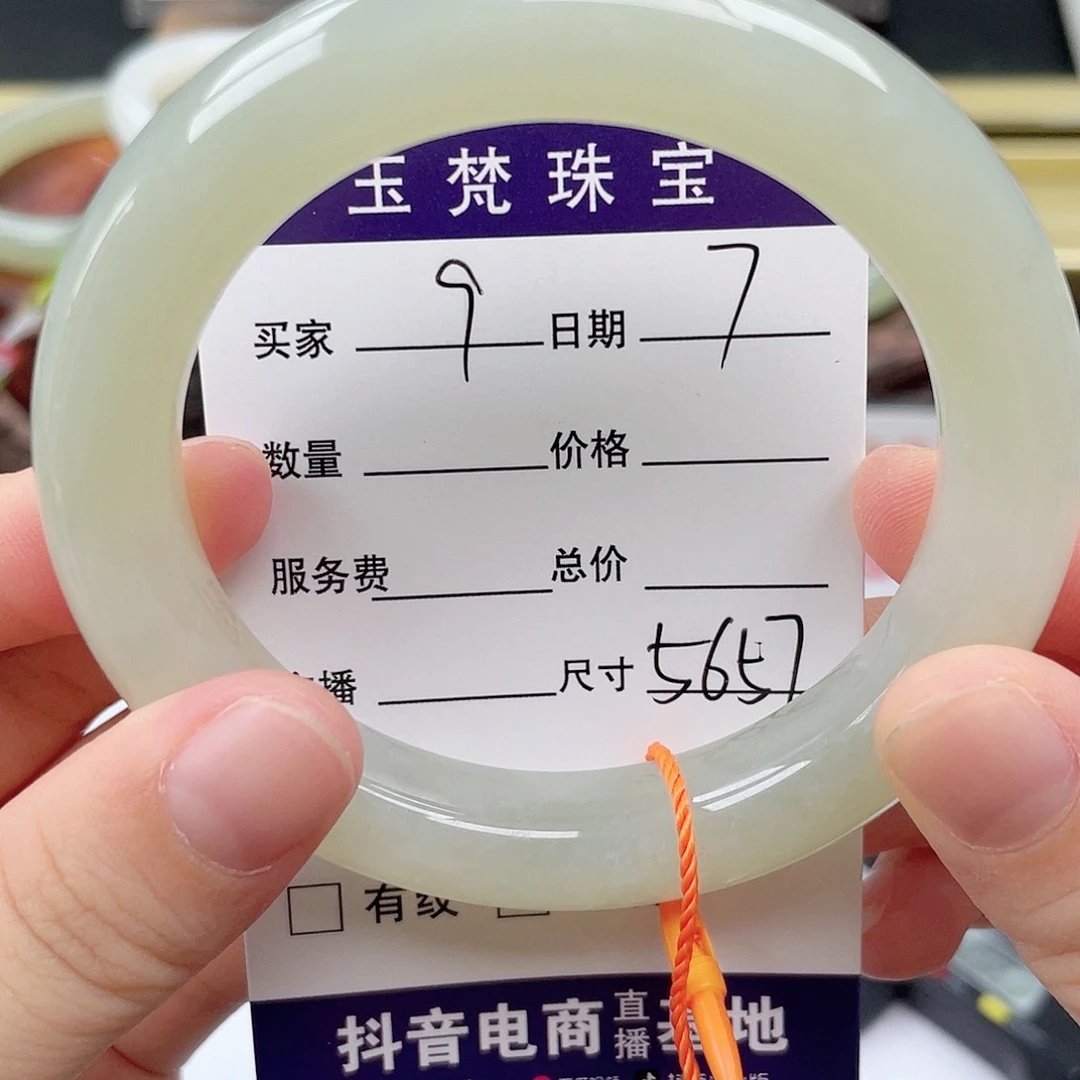 玉梵珠宝
买家 9 日期 7
数量 价格
服务费 总价
播 尺寸 5657
有纹
抖音电商直播基地